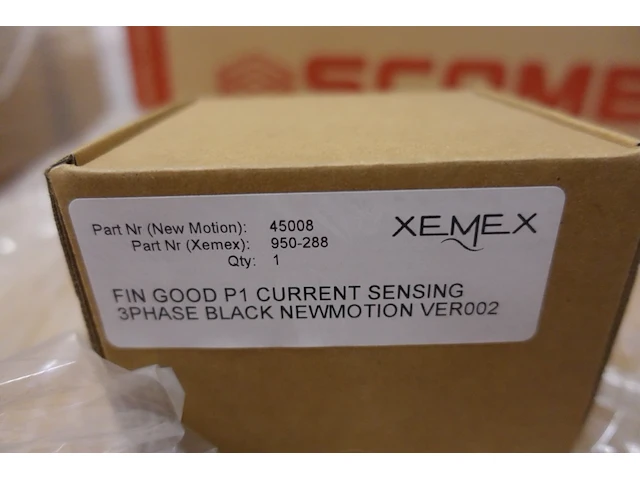 SCOME
Part Nr (New Motion): 45008
Part Nr (Xemex): 950-288
Qty: 1
XEMEX
FIN GOOD P1 CURRENT SENSING
3PHASE BLACK NEWMOTION VER002